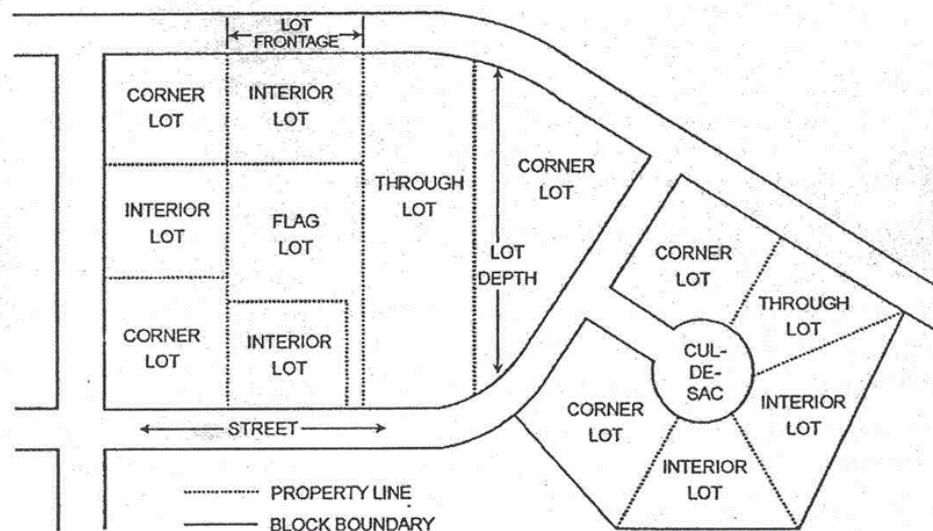 LOT
FRONTAGE
CORNER
LOT
INTERIOR
LOT
THROUGH
LOT
CORNER
LOT
INTERIOR
LOT
FLAG
LOT
LOT
DEPTH
CORNER
LOT
THROUGH
LOT
CORNER
LOT
INTERIOR
LOT
CUL-
DE-
SAC
CORNER
LOT
INTERIOR
LOT
STREET
INTERIOR
LOT
PROPERTY LINE
BLOCK BOUNDARY